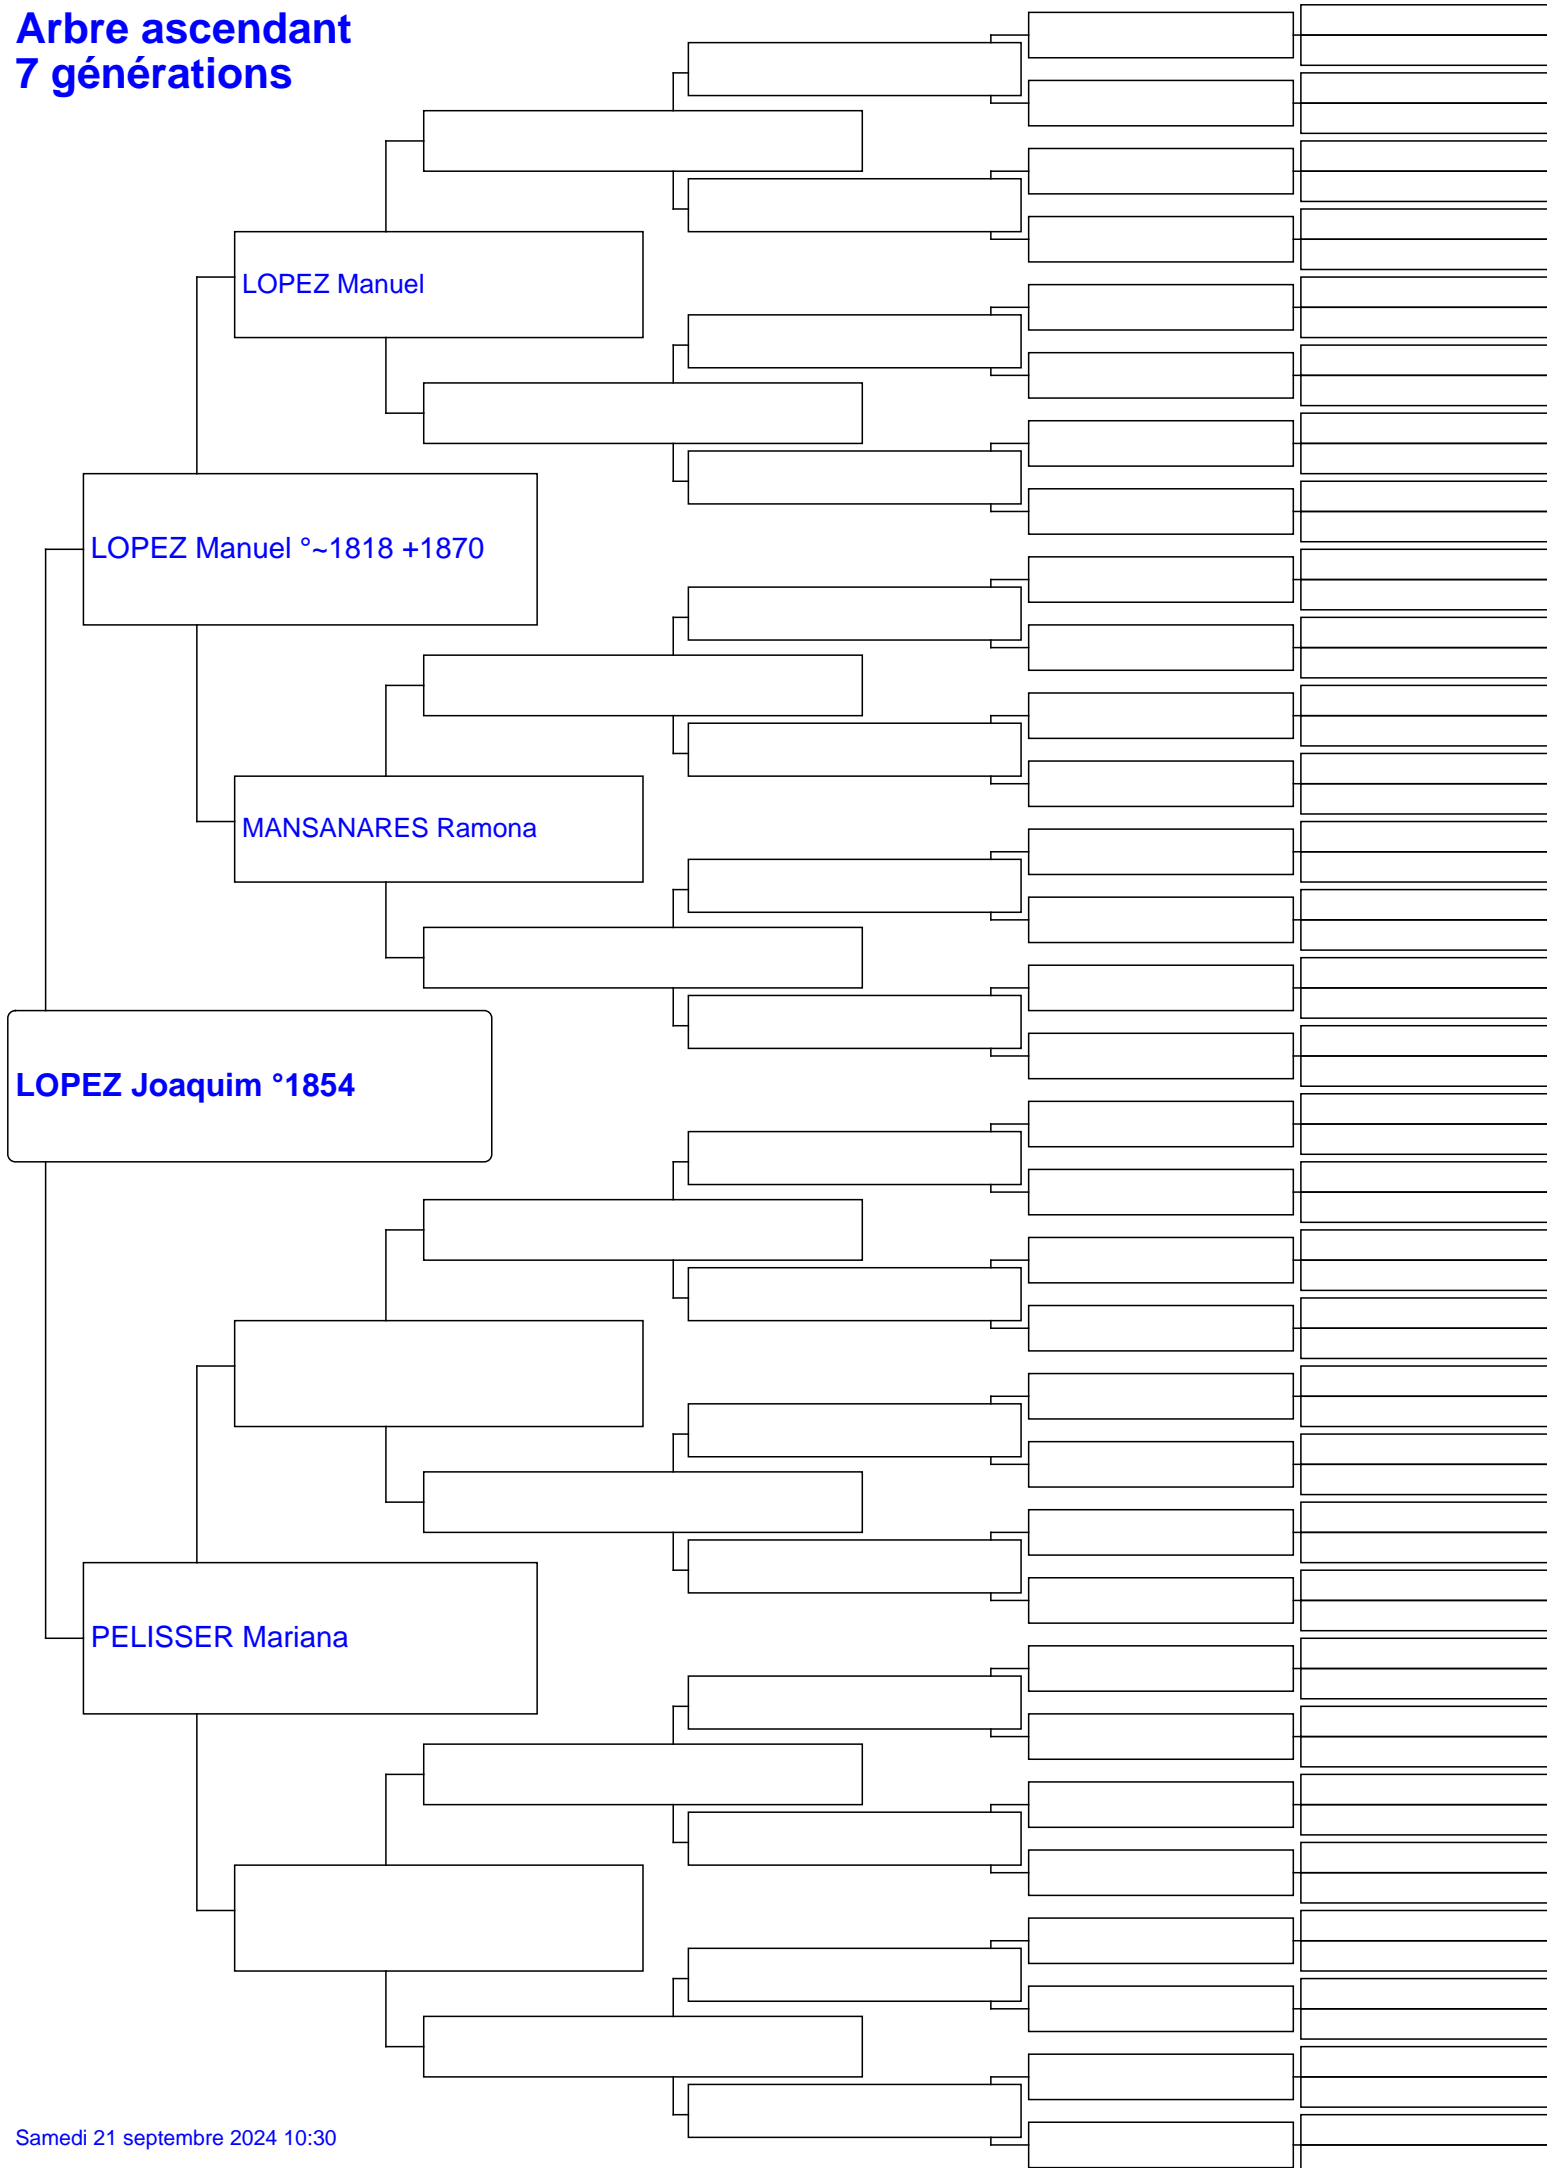 Arbre ascendant
7 générations
LOPEZ Manuel
LOPEZ Manuel °~1818 +1870
MANSANARES Ramona
LOPEZ Joaquim °1854
PELISSER Mariana
Samedi 21 septembre 2024 10:30